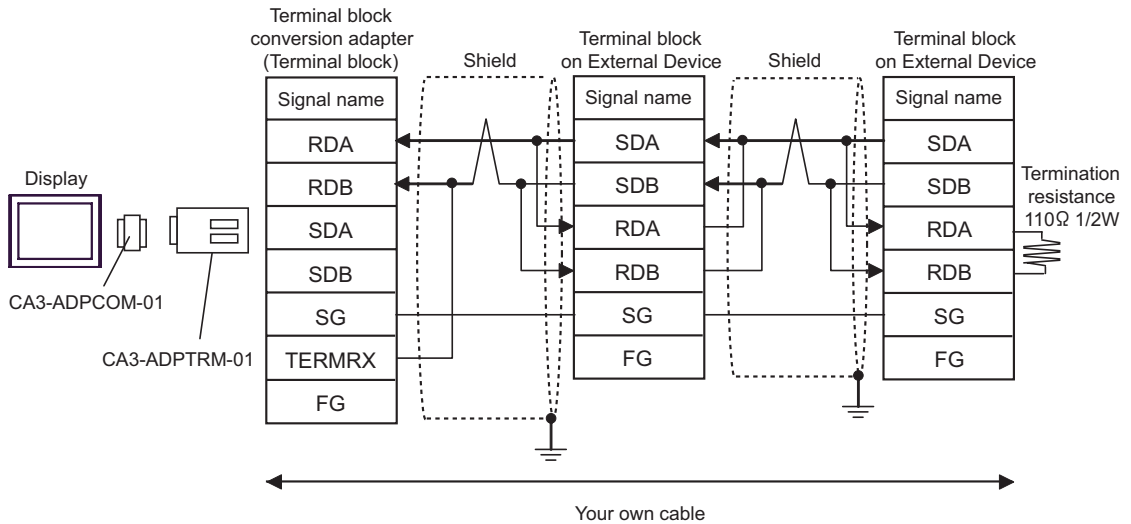 Terminal block
conversion adapter
(Terminal block)
Shield
Terminal block
on External Device
Shield
Terminal block
on External Device
Display
CA3-ADPCOM-01
CA3-ADPTRM-01
Signal name
RDA
RDB
SDA
SDB
SG
TERMRX
FG
Signal name
SDA
SDB
RDA
RDB
SG
FG
Signal name
SDA
SDB
RDA
RDB
SG
FG
Termination
resistance
110Ω 1/2W
Your own cable